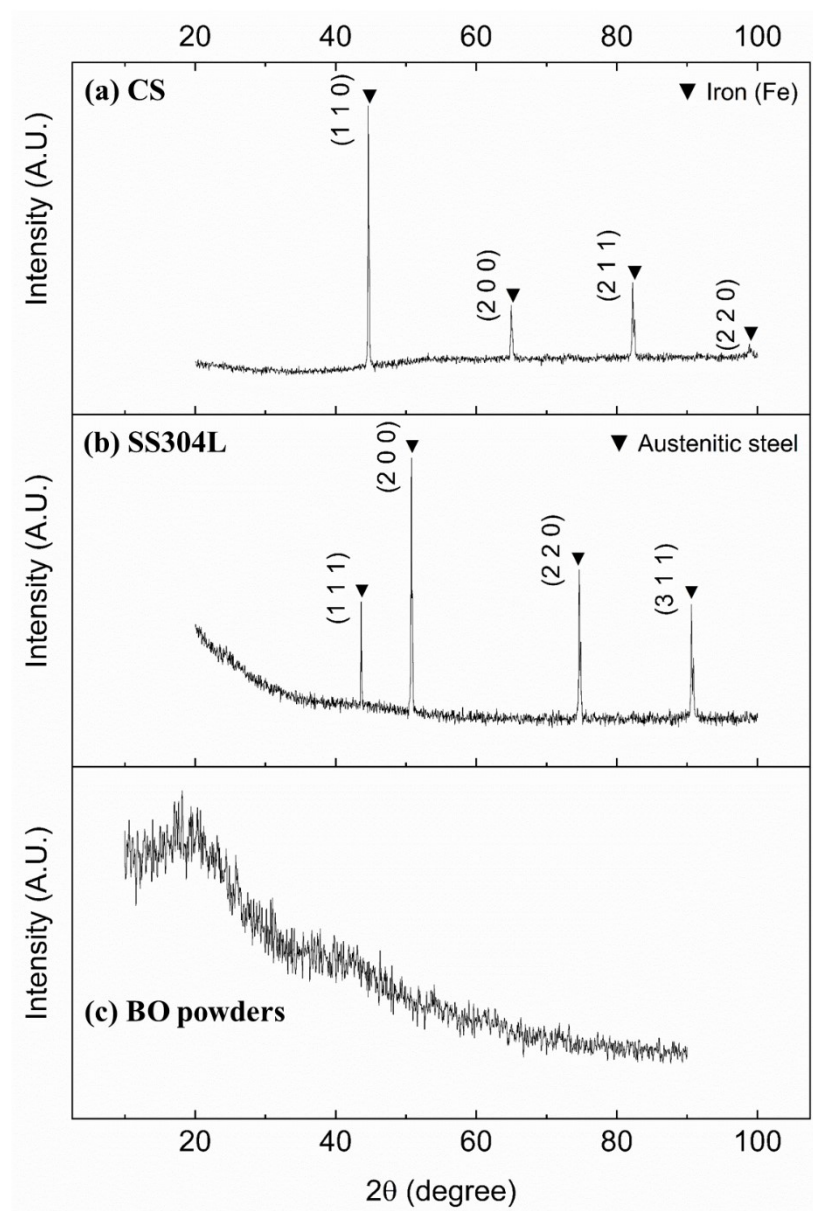 20 40 60 80 100
(a) CS
▼ Iron (Fe)
(1 1 0)
(2 0 0)
(2 1 1)
(2 2 0)
Intensity (A.U.)
(b) SS304L
▼ Austenitic steel
(1 1 1)
(2 0 0)
(2 2 0)
(3 1 1)
Intensity (A.U.)
Intensity (A.U.)
(c) BO powders
20 40 60 80 100
2θ (degree)